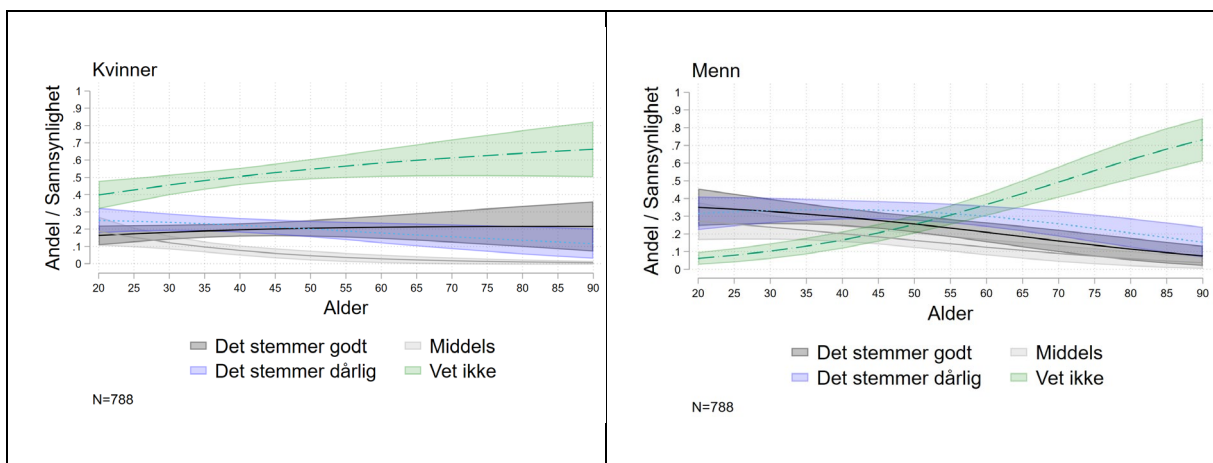 Kvinner
Andel / Sannsynlighet
1
.9
.8
.7
.6
.5
.4
.3
.2
.1
0
20 25 30 35 40 45 50 55 60 65 70 75 80 85 90
Alder
Det stemmer godt Middels
Det stemmer dårlig Vet ikke
N=788
Menn
Andel / Sannsynlighet
1
.9
.8
.7
.6
.5
.4
.3
.2
.1
0
20 25 30 35 40 45 50 55 60 65 70 75 80 85 90
Alder
Det stemmer godt Middels
Det stemmer dårlig Vet ikke
N=788